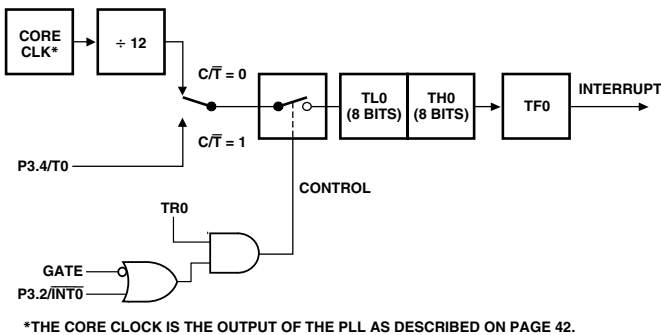 CORE
CLK*
÷ 12
C/T̅ = 0
TL0
(8 BITS)
TH0
(8 BITS)
TF0
INTERRUPT
C/T̅ = 1
P3.4/T0
CONTROL
TR0
GATE
P3.2/I̅N̅T̅0̅
*THE CORE CLOCK IS THE OUTPUT OF THE PLL AS DESCRIBED ON PAGE 42.